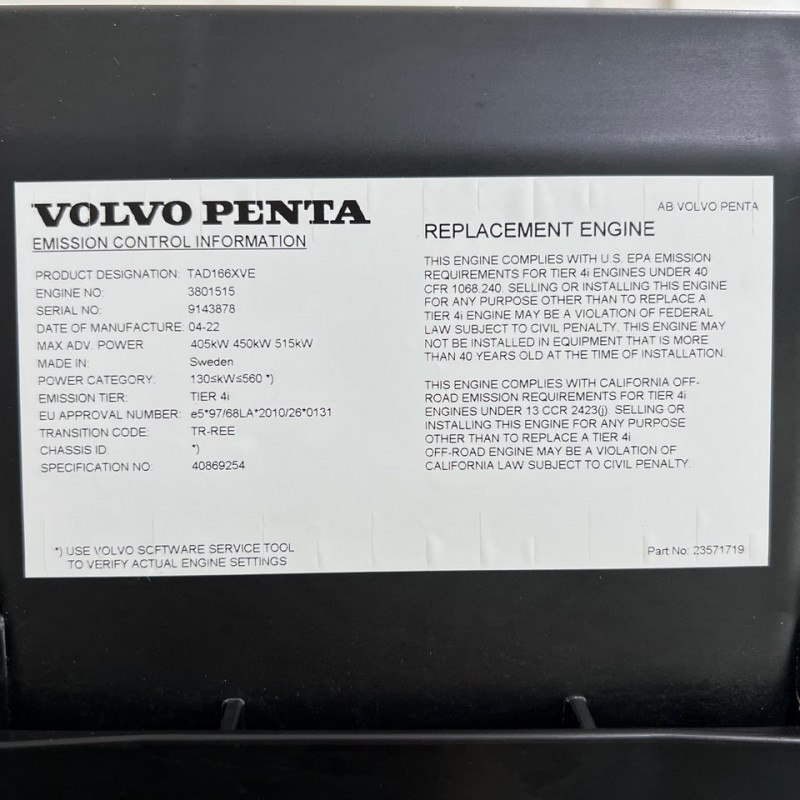 VOLVO PENTA
EMISSION CONTROL INFORMATION
PRODUCT DESIGNATION: TAD166XVE
ENGINE NO: 3801515
SERIAL NO: 9143878
DATE OF MANUFACTURE: 04-22
MAX ADV. POWER 405kW 450kW 515kW
MADE IN: Sweden
POWER CATEGORY: 130≤kW≤560 *)
EMISSION TIER: TIER 4i
EU APPROVAL NUMBER: e5*97/68LA*2010/26*0131
TRANSITION CODE: TR-REE
CHASSIS ID: *)
SPECIFICATION NO: 40869254
*) USE VOLVO SCFTWARE SERVICE TOOL
TO VERIFY ACTUAL ENGINE SETTINGS
AB VOLVO PENTA
REPLACEMENT ENGINE
THIS ENGINE COMPLIES WITH U.S. EPA EMISSION
REQUIREMENTS FOR TIER 4i ENGINES UNDER 40
CFR 1068.240. SELLING OR INSTALLING THIS ENGINE
FOR ANY PURPOSE OTHER THAN TO REPLACE A
TIER 4i ENGINE MAY BE A VIOLATION OF FEDERAL
LAW SUBJECT TO CIVIL PENALTY. THIS ENGINE MAY
NOT BE INSTALLED IN EQUIPMENT THAT IS MORE
THAN 40 YEARS OLD AT THE TIME OF INSTALLATION.
THIS ENGINE COMPLIES WITH CALIFORNIA OFF-
ROAD EMISSION REQUIREMENTS FOR TIER 4i
ENGINES UNDER 13 CCR 2423(j). SELLING OR
INSTALLING THIS ENGINE FOR ANY PURPOSE
OTHER THAN TO REPLACE A TIER 4i
OFF-ROAD ENGINE MAY BE A VIOLATION OF
CALIFORNIA LAW SUBJECT TO CIVIL PENALTY.
Part No: 23571719